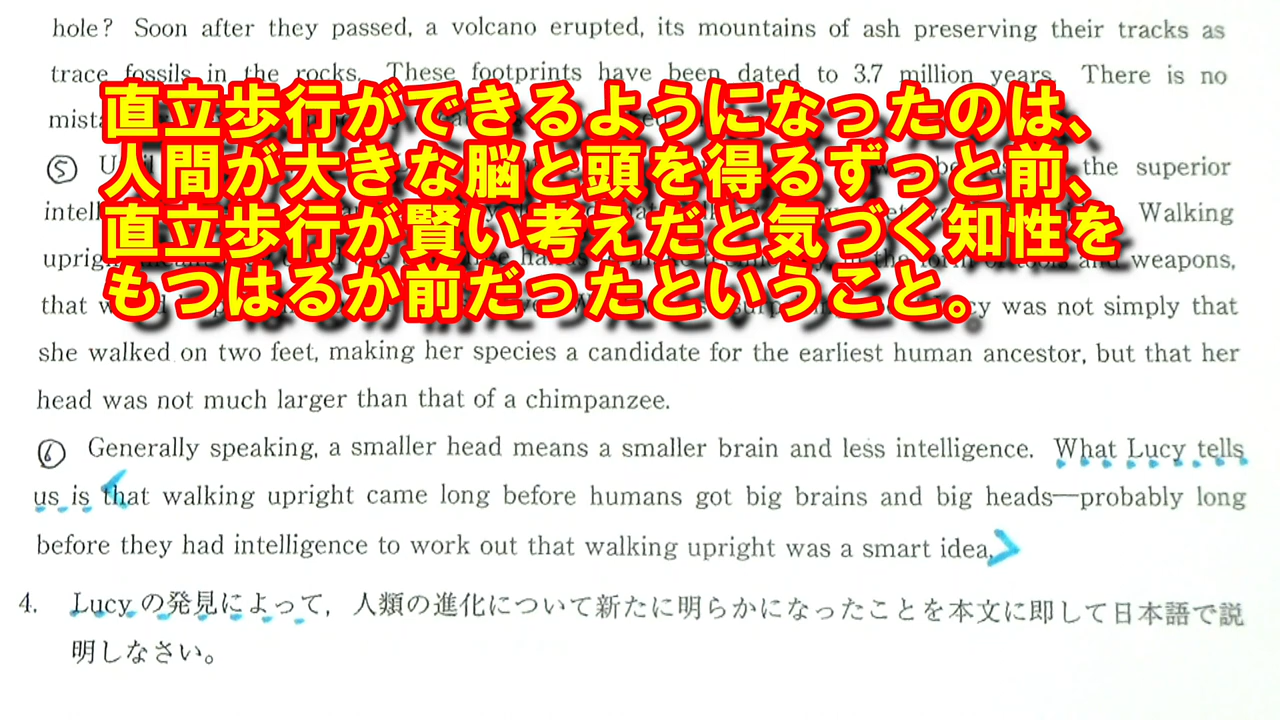 hole? Soon after they passed, a volcano erupted, its mountains of ash preserving their tracks as
trace fossils in the rocks. These footprints have been dated to 3.7 million years. There is no
直立歩行ができるようになったのは、
人間が大きな脳と頭を得るずっと前、
直立歩行が賢い考えだと気づく知性を
もつはるか前だったということ。
⑤ the superior
Walking
and weapons,
that was not simply that
she walked on two feet, making her species a candidate for the earliest human ancestor, but that her
head was not much larger than that of a chimpanzee.
⑥ Generally speaking, a smaller head means a smaller brain and less intelligence. What Lucy tells
us is that walking upright came long before humans got big brains and big heads—probably long
before they had intelligence to work out that walking upright was a smart idea.
4. Lucy の発見によって，人類の進化について新たに明らかになったことを本文に即して日本語で説
明しなさい。